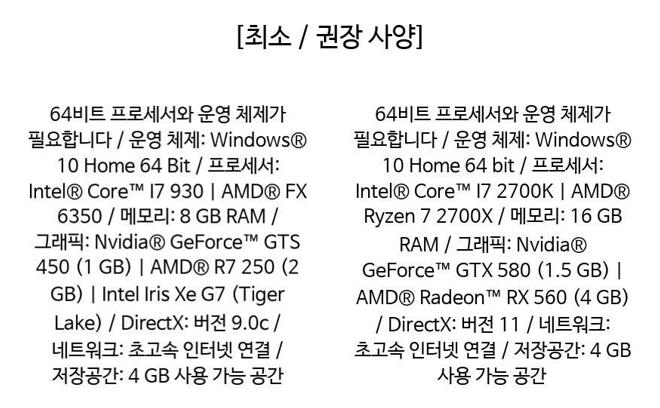 [최소 / 권장 사양]
64비트 프로세서와 운영 체제가
필요합니다 / 운영 체제: Windows®
10 Home 64 Bit / 프로세서:
Intel® Core™ I7 930 | AMD® FX
6350 / 메모리: 8 GB RAM /
그래픽: Nvidia® GeForce™ GTS
450 (1 GB) | AMD® R7 250 (2
GB) | Intel Iris Xe G7 (Tiger
Lake) / DirectX: 버전 9.0c /
네트워크: 초고속 인터넷 연결 /
저장공간: 4 GB 사용 가능 공간
64비트 프로세서와 운영 체제가
필요합니다 / 운영 체제: Windows®
10 Home 64 bit / 프로세서:
Intel® Core™ I7 2700K | AMD®
Ryzen 7 2700X / 메모리: 16 GB
RAM / 그래픽: Nvidia®
GeForce™ GTX 580 (1.5 GB) |
AMD® Radeon™ RX 560 (4 GB)
/ DirectX: 버전 11 / 네트워크:
초고속 인터넷 연결 / 저장공간: 4 GB
사용 가능 공간